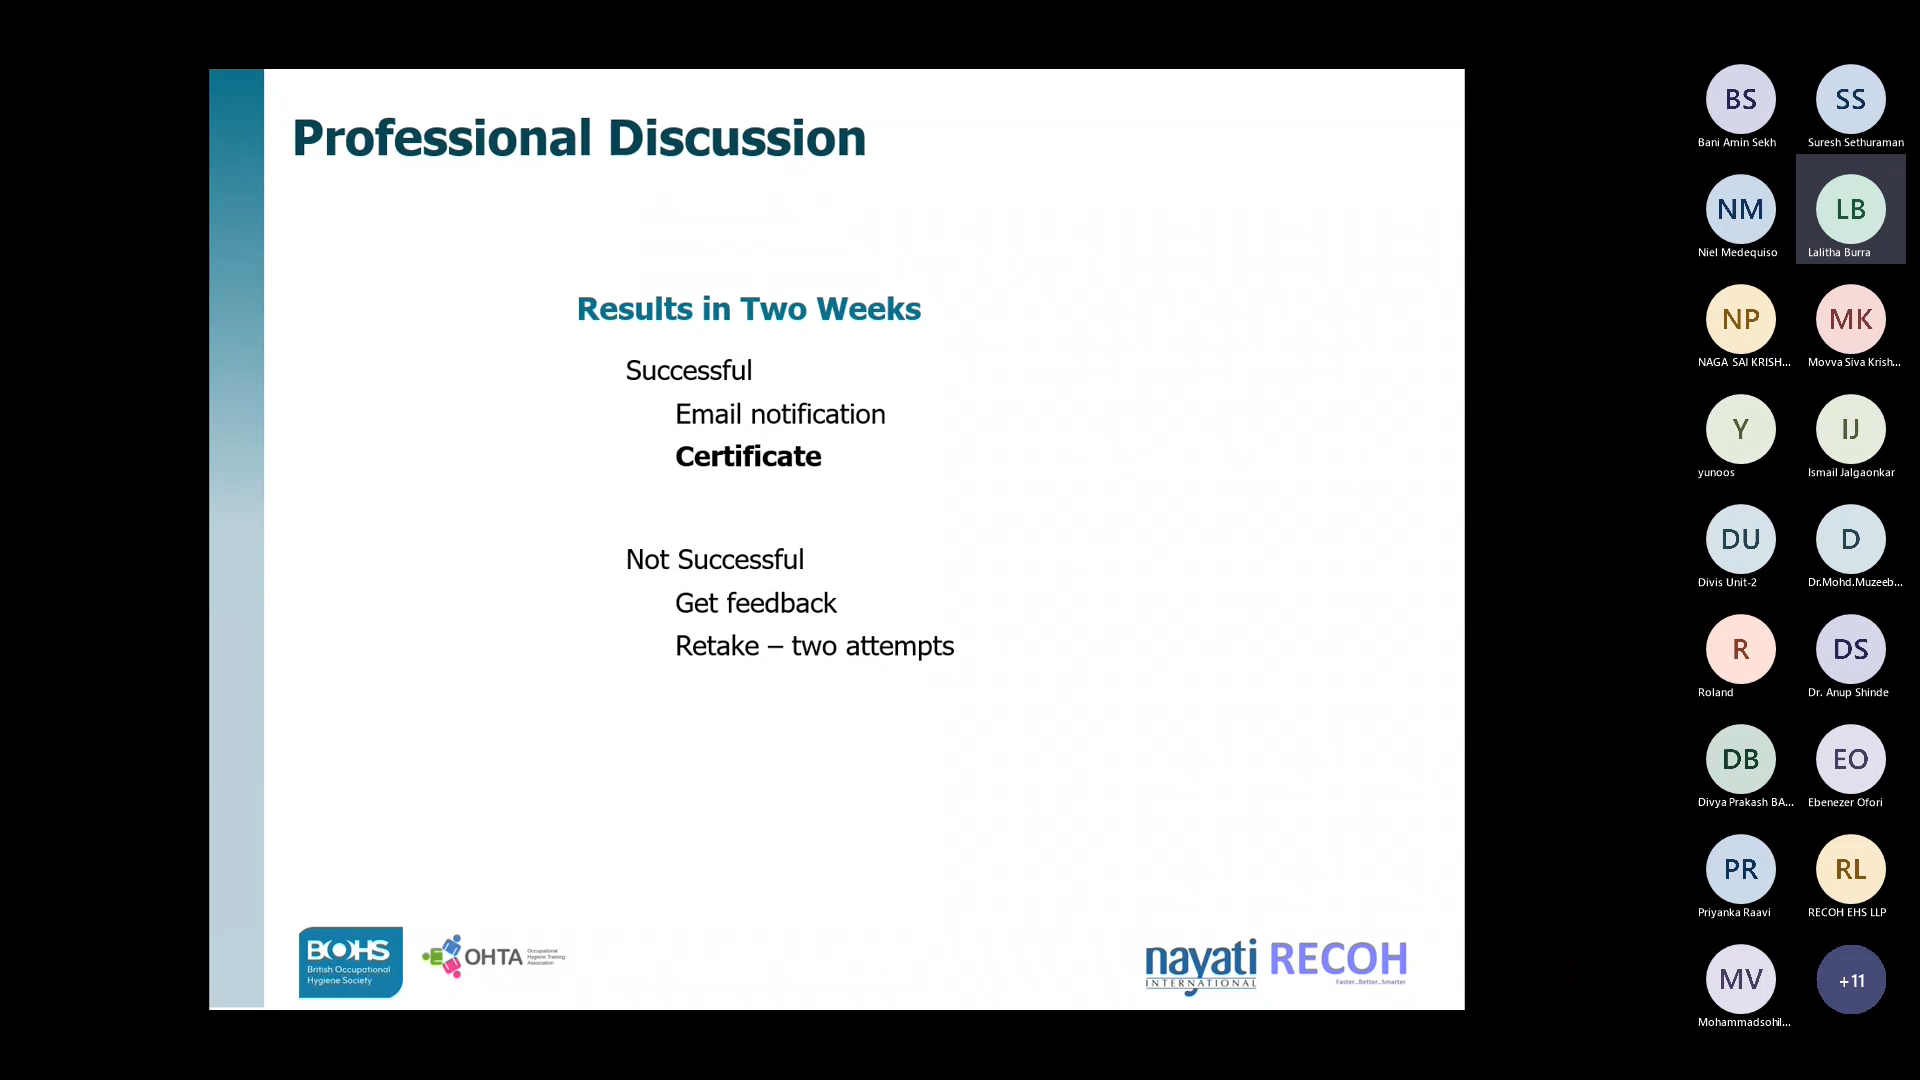 Professional Discussion
Results in Two Weeks
Successful
Email notification
Certificate
Not Successful
Get feedback
Retake – two attempts
BOHS
British Occupational
Hygiene Society
OHTA
Occupational
Hygiene Training
Association
nayati
INTERNATIONAL
RECOH
Faster..Better..Smarter
BS
Bani Amin Sekh
SS
Suresh Sethuraman
NM
Niel Medequiso
LB
Lalitha Burra
NP
NAGA SAI KRISH...
MK
Movva Siva Krish...
Y
yunoos
IJ
Ismail Jalgaonkar
DU
Divis Unit-2
D
Dr.Mohd.Muzeeb...
R
Roland
DS
Dr. Anup Shinde
DB
Divya Prakash BA...
EO
Ebenezer Ofori
PR
Priyanka Raavi
RL
RECOH EHS LLP
MV
Mohammadsohil...
+11